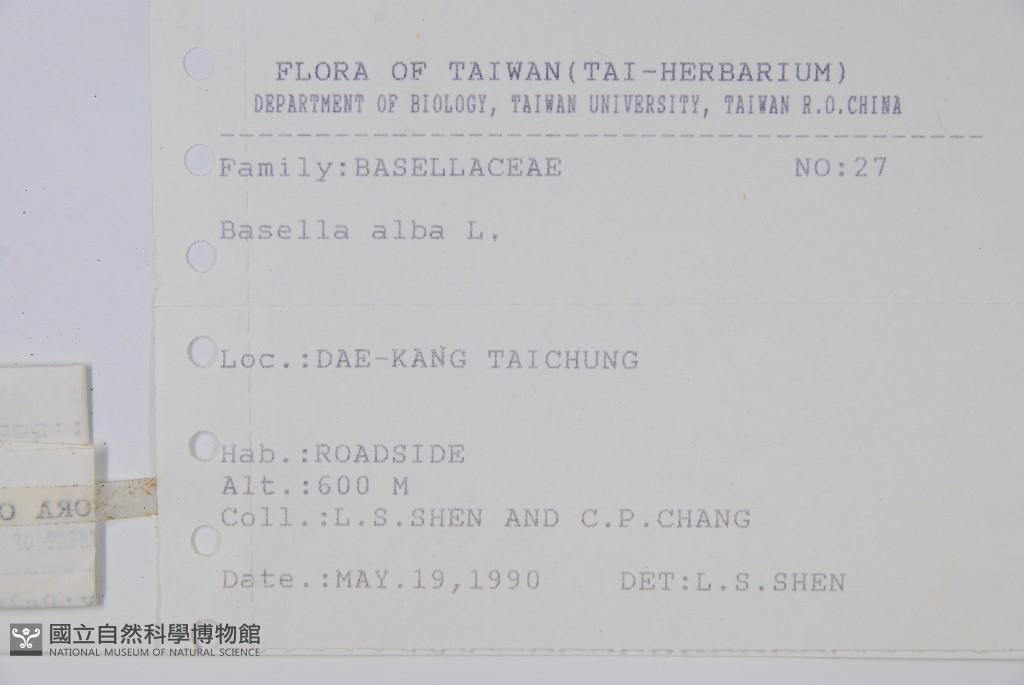 FLORA OF TAIWAN(TAI-HERBARIUM)
DEPARTMENT OF BIOLOGY, TAIWAN UNIVERSITY, TAIWAN R.O.CHINA
Family:BASELLACEAE NO:27
Basella alba L.
Loc.:DAE-KANG TAICHUNG
Hab.:ROADSIDE
Alt.:600 M
Coll.:L.S.SHEN AND C.P.CHANG
Date.:MAY.19,1990 DET:L.S.SHEN
國立自然科學博物館
NATIONAL MUSEUM OF NATURAL SCIENCE